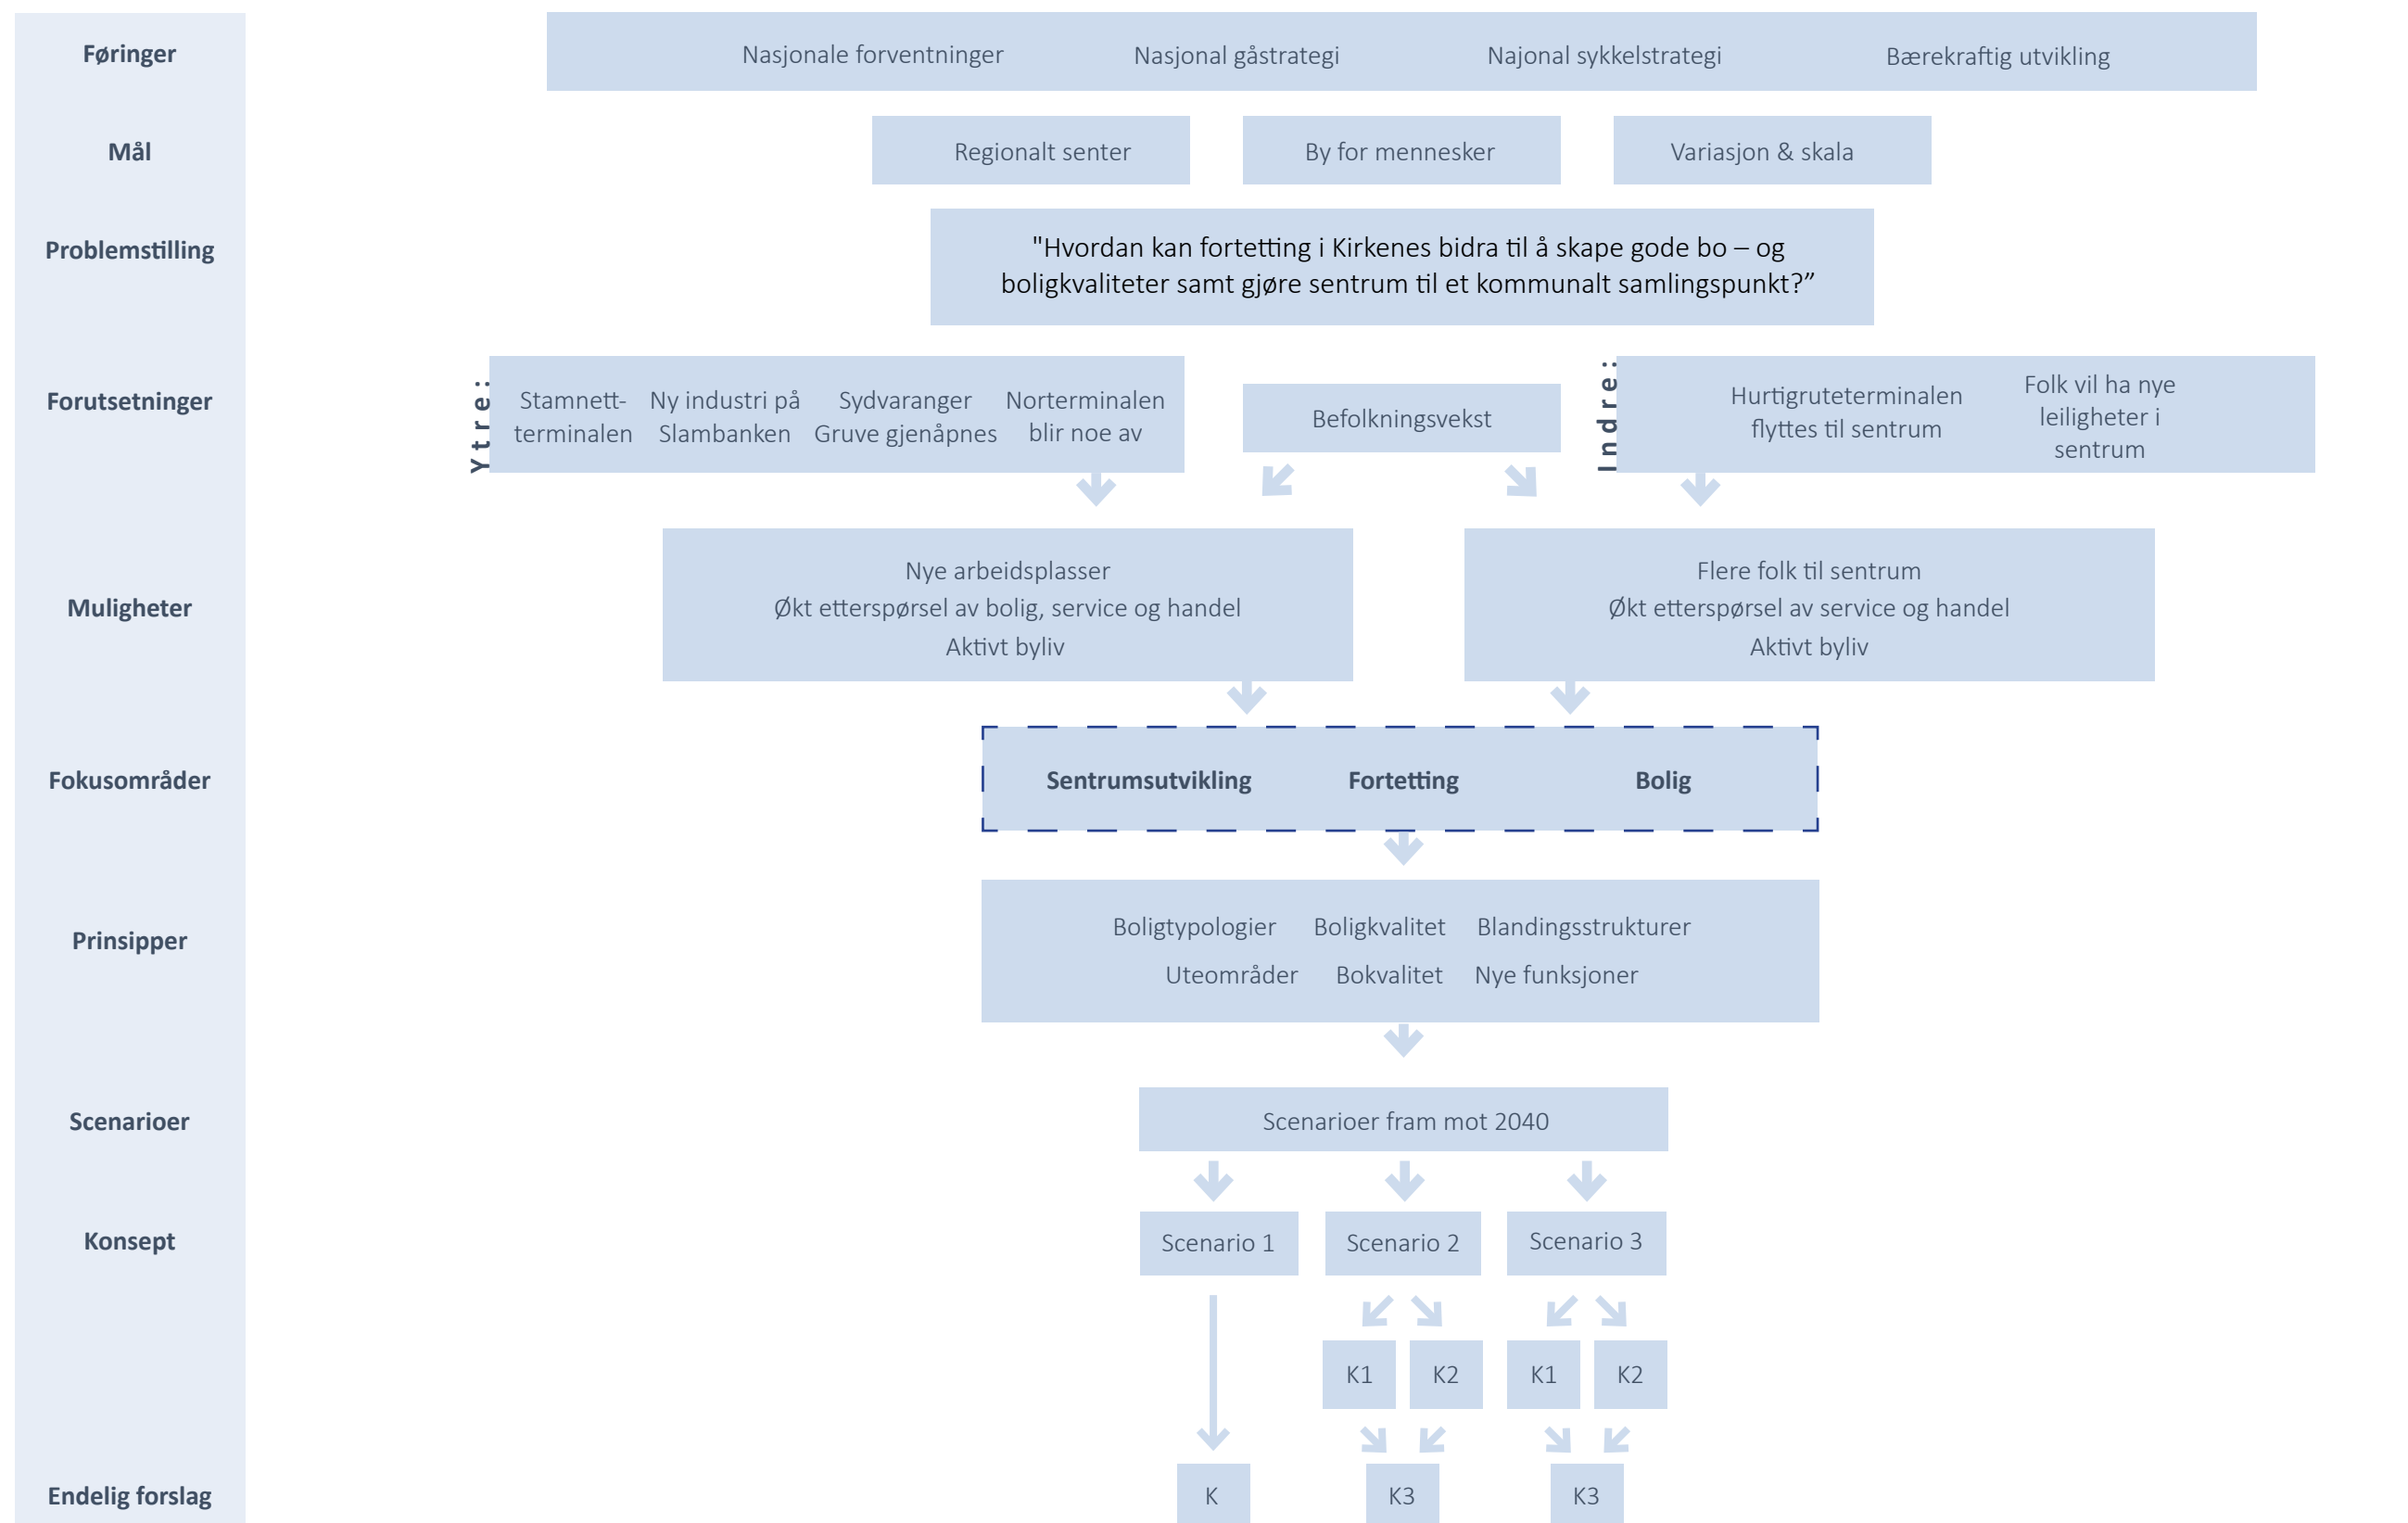 Føringer
Nasjonale forventninger
Nasjonal gåstrategi
Najonal sykkelstrategi
Bærekraftig utvikling
Mål
Regionalt senter
By for mennesker
Variasjon & skala
Problemstilling
"Hvordan kan fortetting i Kirkenes bidra til å skape gode bo – og
boligkvaliteter samt gjøre sentrum til et kommunalt samlingspunkt?”
Forutsetninger
Ytre:
Stamnett-
terminalen
Ny industri på
Slambanken
Sydvaranger
Gruve gjenåpnes
Norterminalen
blir noe av
Befolkningsvekst
Indre:
Hurtigruteterminalen
flyttes til sentrum
Folk vil ha nye
leiligheter i
sentrum
Muligheter
Nye arbeidsplasser
Økt etterspørsel av bolig, service og handel
Aktivt byliv
Flere folk til sentrum
Økt etterspørsel av service og handel
Aktivt byliv
Fokusområder
Sentrumsutvikling
Fortetting
Bolig
Prinsipper
Boligtypologier
Boligkvalitet
Blandingsstrukturer
Uteområder
Bokvalitet
Nye funksjoner
Scenarioer
Scenarioer fram mot 2040
Konsept
Scenario 1
Scenario 2
Scenario 3
K1
K2
K1
K2
Endelig forslag
K
K3
K3